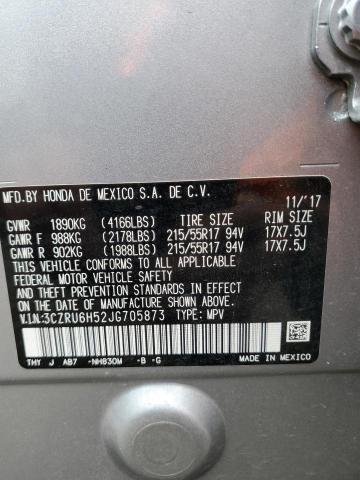 MFD.BY HONDA DE MEXICO S.A. DE C.V. 11/'17
GVWR 1890KG (4166LBS) TIRE SIZE RIM SIZE
GAWR F 988KG (2178LBS) 215/55R17 94V 17X7.5J
GAWR R 902KG (1988LBS) 215/55R17 94V 17X7.5J
THIS VEHICLE CONFORMS TO ALL APPLICABLE
FEDERAL MOTOR VEHICLE SAFETY, BUMPER, AND
THEFT PREVENTION STANDARDS IN EFFECT ON
THE DATE OF MANUFACTURE SHOWN ABOVE.
V.I.N:3CZRU6H52JG705873 TYPE: MPV
THY J AB7 -NH830M -B -G MADE IN MEXICO